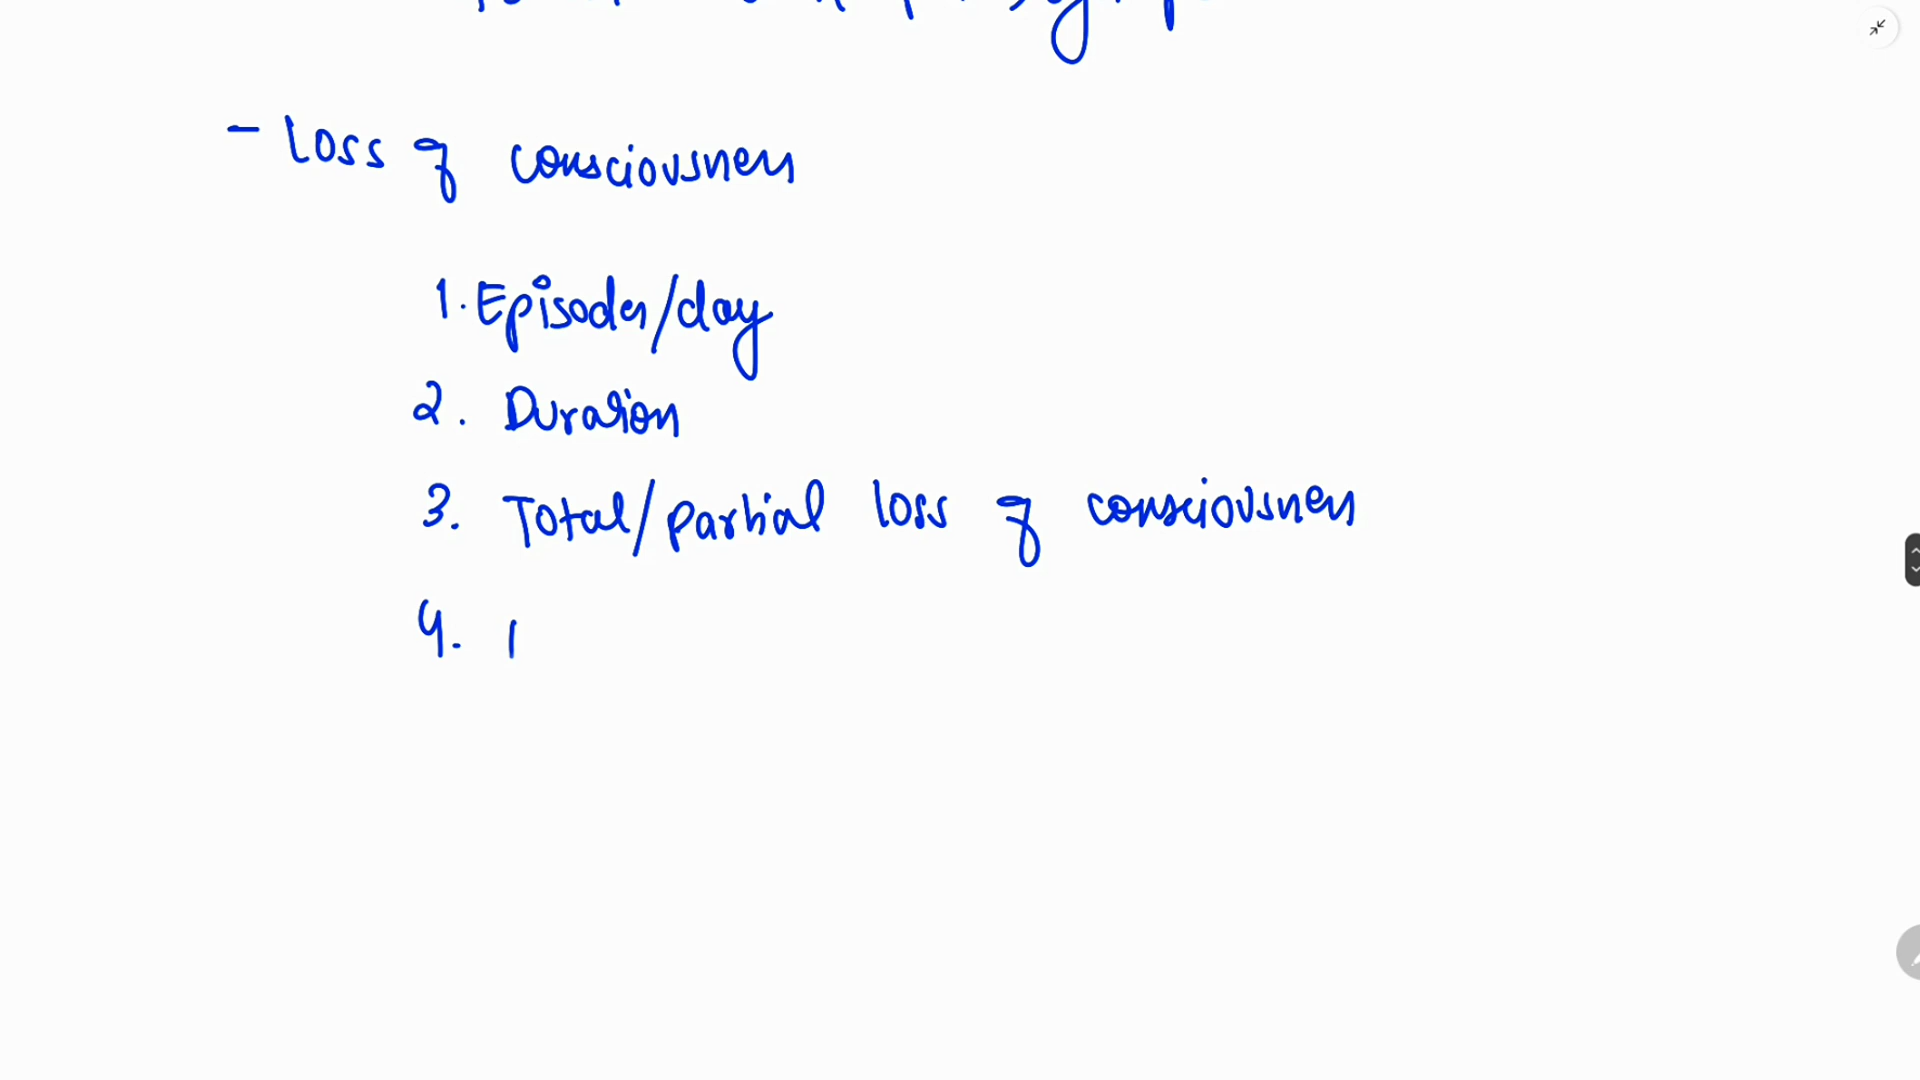 - Loss of consciousness
1. Episodes/day
2. Duration
3. Total/partial loss of consciousness
4.